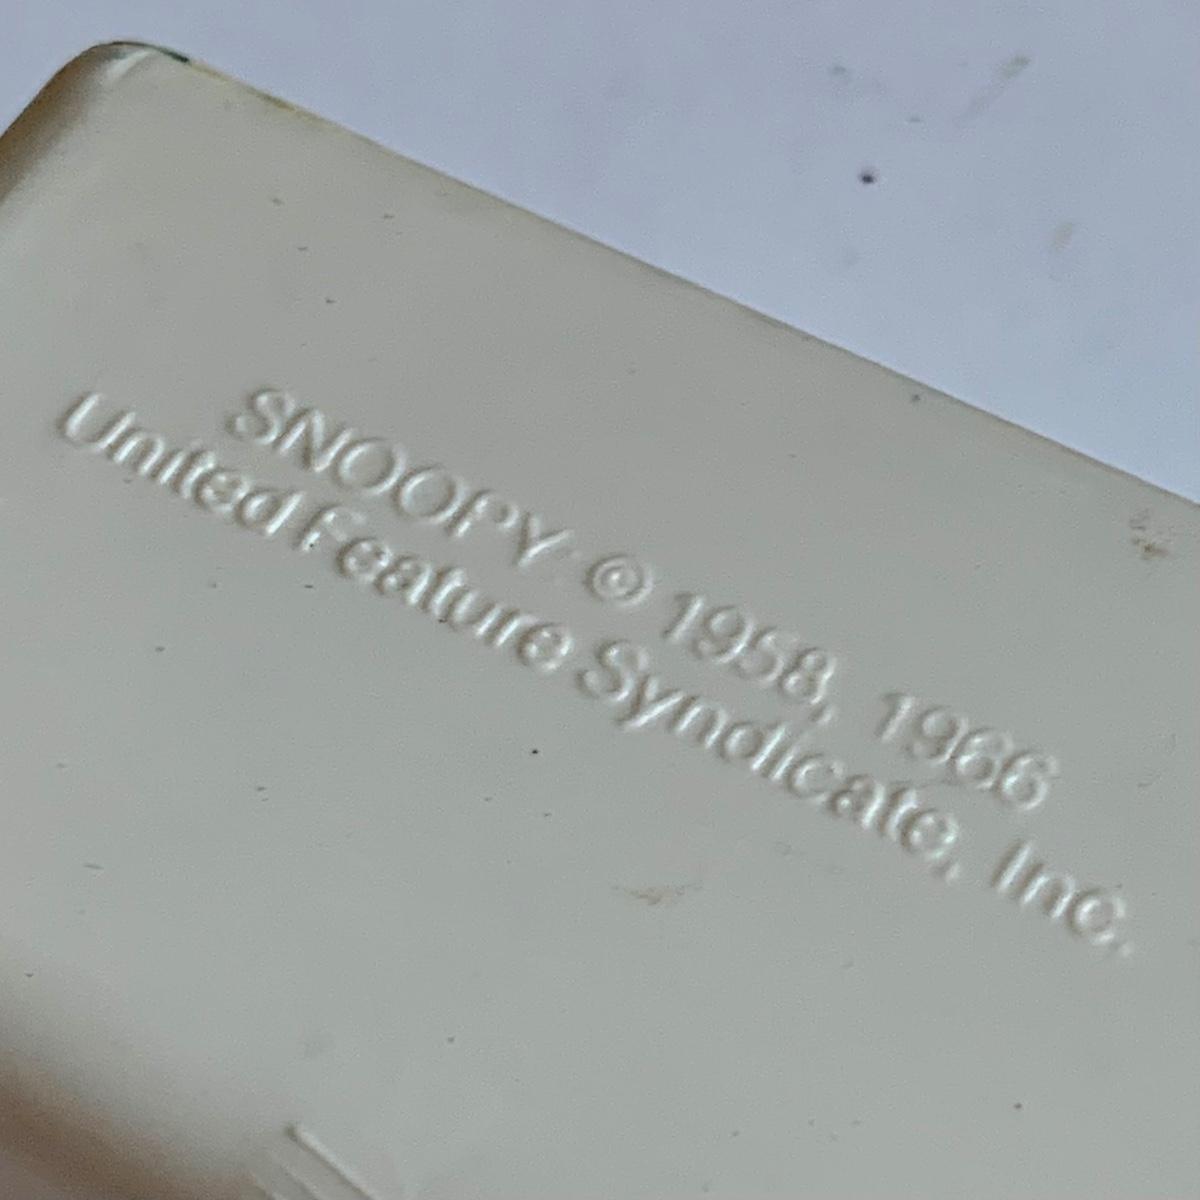 SNOOPY © 1958, 1966
United Feature Syndicate, Inc.